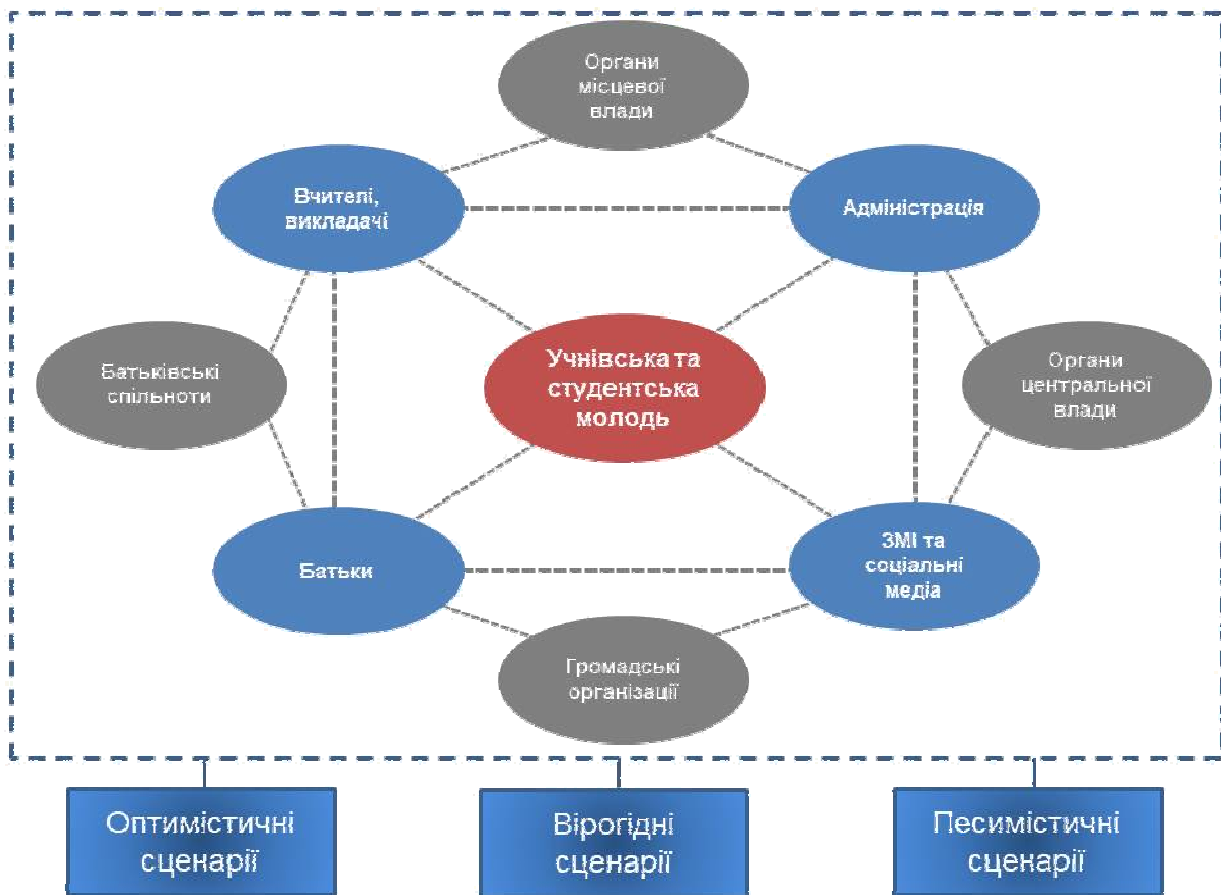 Органи
місцевої
влади
Вчителі,
викладачі
Адміністрація
Учнівська та
студентська
молодь
Батьківські
спільноти
Органи
центральної
влади
Батьки
ЗМІ та
соціальні
медіа
Громадські
організації
Оптимістичні
сценарії
Вірогідні
сценарії
Песимістичні
сценарії